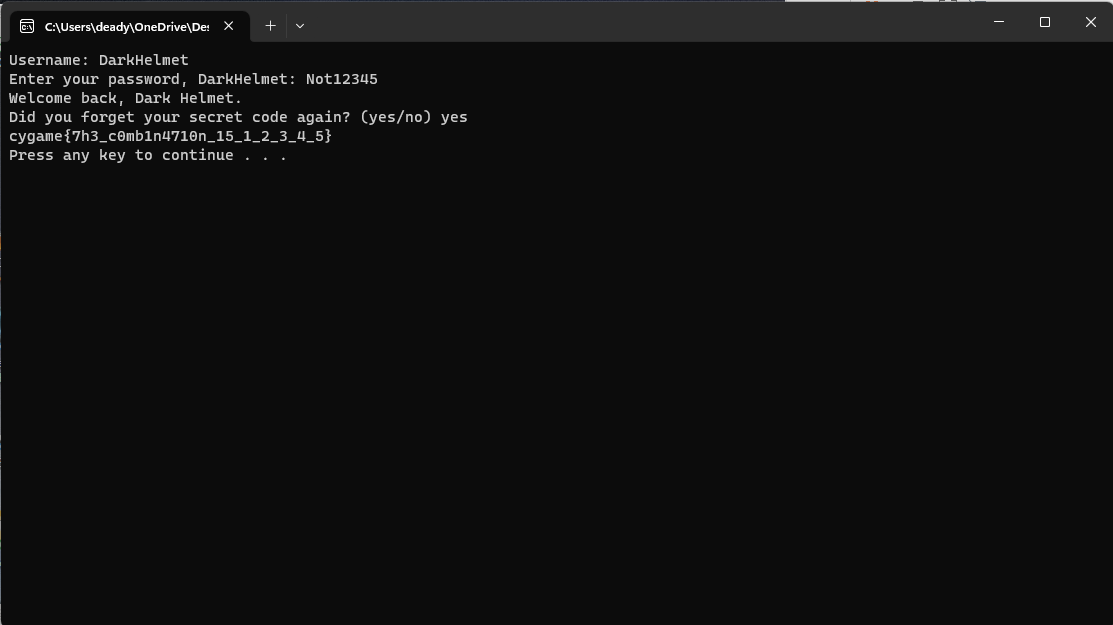 C:\Users\deady\OneDrive\Des
Username: DarkHelmet
Enter your password, DarkHelmet: Not12345
Welcome back, Dark Helmet.
Did you forget your secret code again? (yes/no) yes
cygame{7h3_c0mb1n4710n_15_1_2_3_4_5}
Press any key to continue . . .